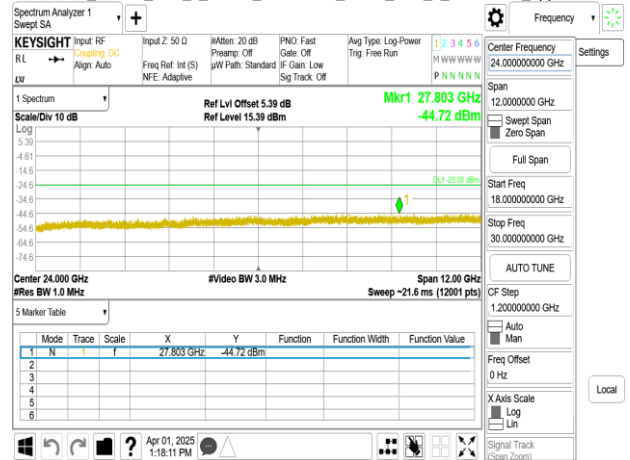 Spectrum Analyzer 1
Swept SA
Frequency
KEYSIGHT
Input: RF
Coupling: DC
Align: Auto
Input Z: 50 Ω
Freq Ref: Int (S)
NFE: Adaptive
#Atten: 20 dB
Preamp: Off
µW Path: Standard
PNO: Fast
Gate: Off
IF Gain: Low
Sig Track: Off
Avg Type: Log-Power
Trig: Free Run
1 2 3 4 5 6
M W W W W W
P N N N N N
RL
LXI
Center Frequency
24.000000000 GHz
Settings
Span
12.0000000 GHz
Swept Span
Zero Span
Full Span
Start Freq
18.000000000 GHz
Stop Freq
30.000000000 GHz
AUTO TUNE
CF Step
1.200000000 GHz
Auto
Man
Freq Offset
0 Hz
X Axis Scale
Log
Lin
Signal Track
(Span Zoom)
Local
1 Spectrum
Scale/Div 10 dB
Ref Lvl Offset 5.39 dB
Ref Level 15.39 dBm
Mkr1 27.803 GHz
-44.72 dBm
Log
5.39
-4.61
-14.6
-24.6
-34.6
-44.6
-54.6
-64.6
-74.6
DL1 -25.00 dBm
1
Center 24.000 GHz
#Res BW 1.0 MHz
#Video BW 3.0 MHz
Span 12.00 GHz
Sweep ~21.6 ms (12001 pts)
5 Marker Table
Mode Trace Scale X Y Function Function Width Function Value
1 N 1 f 27.803 GHz -44.72 dBm
2
3
4
5
6
?
Apr 01, 2025
1:18:11 PM